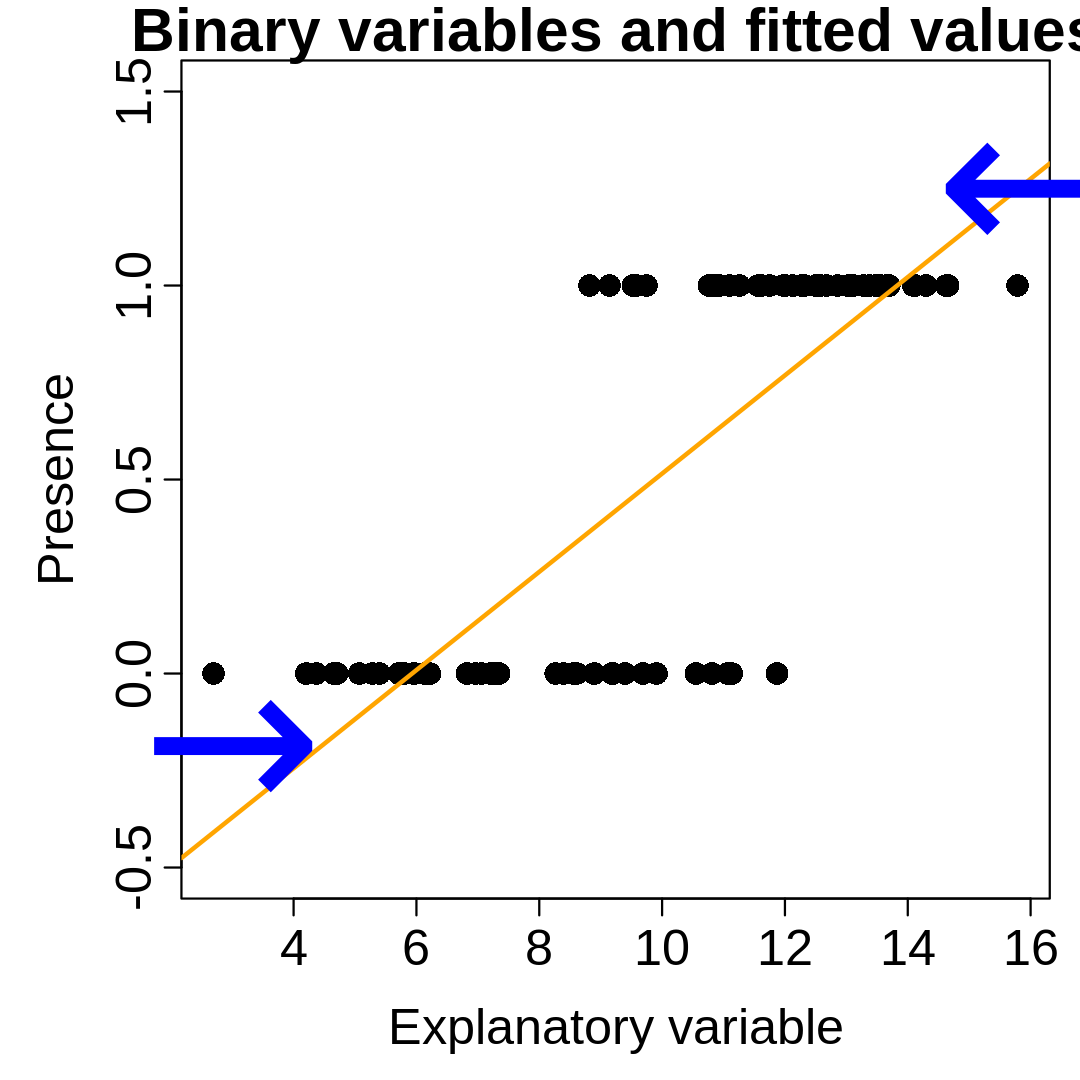 Binary variables and fitted values
1.5
1.0
0.5
0.0
-0.5
Presence
4 6 8 10 12 14 16
Explanatory variable